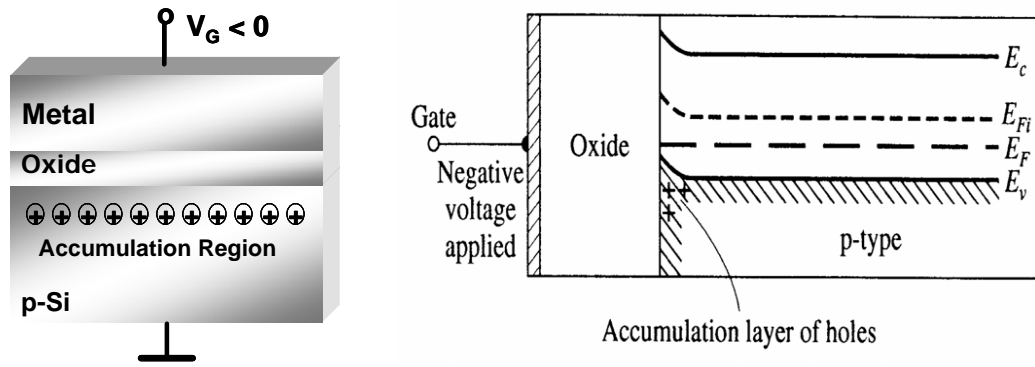 V_G < 0
Metal
Oxide
+ + + + + + + + + + +
Accumulation Region
p-Si
Gate
Negative
voltage
applied
Oxide
E_c
E_Fi
E_F
E_v
+ + +
+
p-type
Accumulation layer of holes